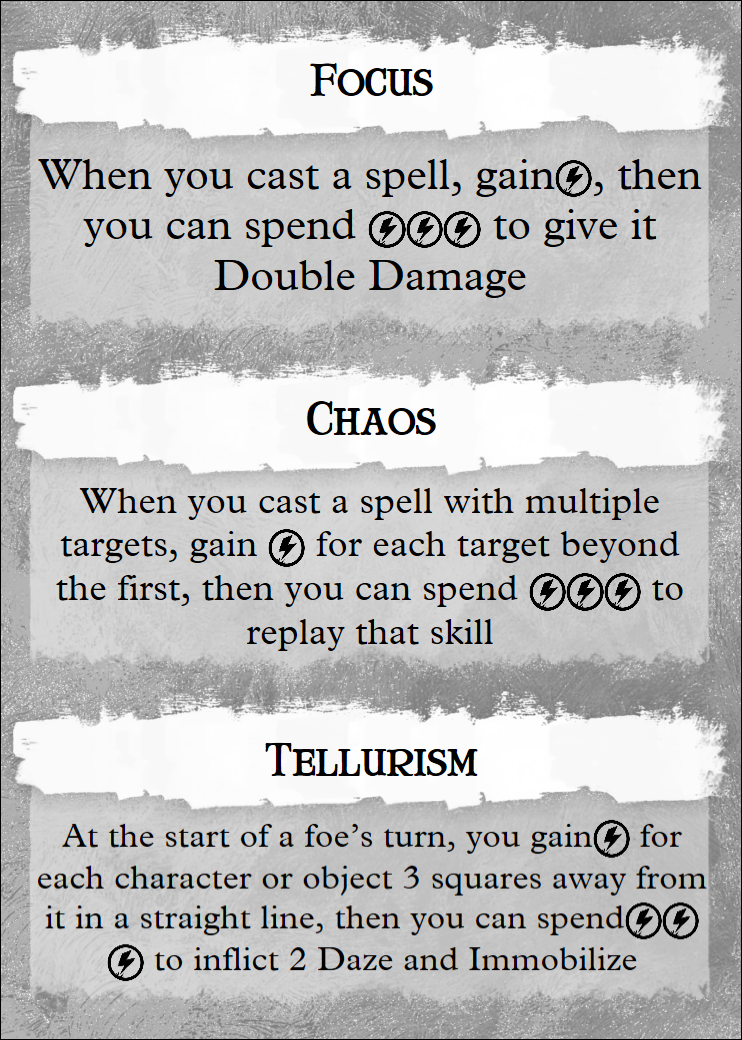 Focus
When you cast a spell, gain, then
you can spend to give it
Double Damage
Chaos
When you cast a spell with multiple
targets, gain for each target beyond
the first, then you can spend to
replay that skill
Tellurism
At the start of a foe's turn, you gain for
each character or object 3 squares away from
it in a straight line, then you can spend
to inflict 2 Daze and Immobilize